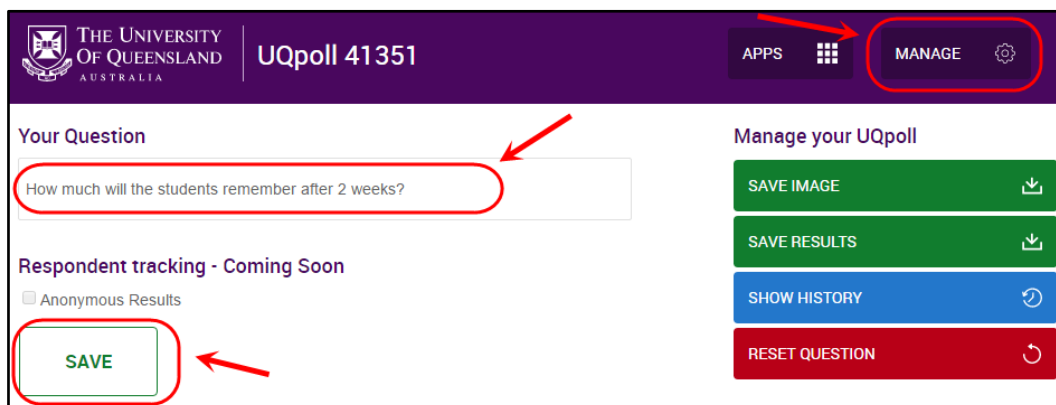 THE UNIVERSITY
OF QUEENSLAND
AUSTRALIA
UQpoll 41351
APPS
MANAGE
Your Question
How much will the students remember after 2 weeks?
Respondent tracking - Coming Soon
Anonymous Results
SAVE
Manage your UQpoll
SAVE IMAGE
SAVE RESULTS
SHOW HISTORY
RESET QUESTION